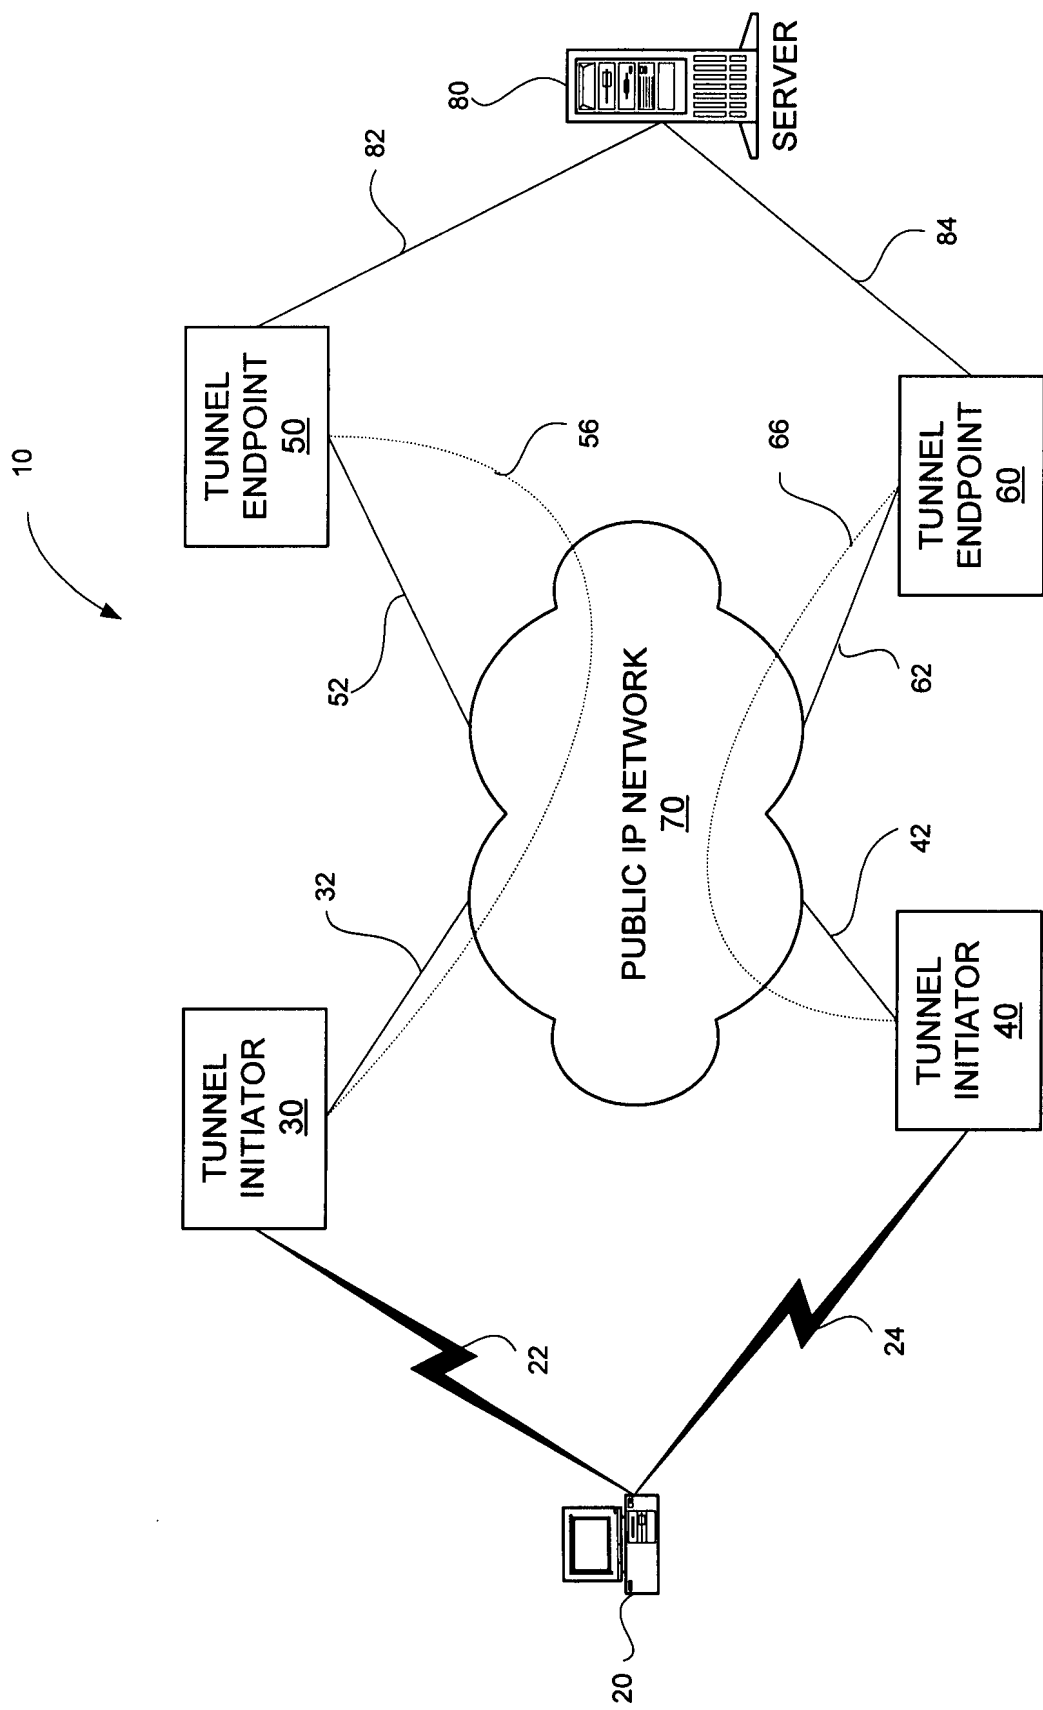 10
TUNNEL
INITIATOR
30
32
52
TUNNEL
ENDPOINT
50
82
80
SERVER
22
56
20
PUBLIC IP NETWORK
70
66
24
TUNNEL
INITIATOR
40
42
62
TUNNEL
ENDPOINT
60
84